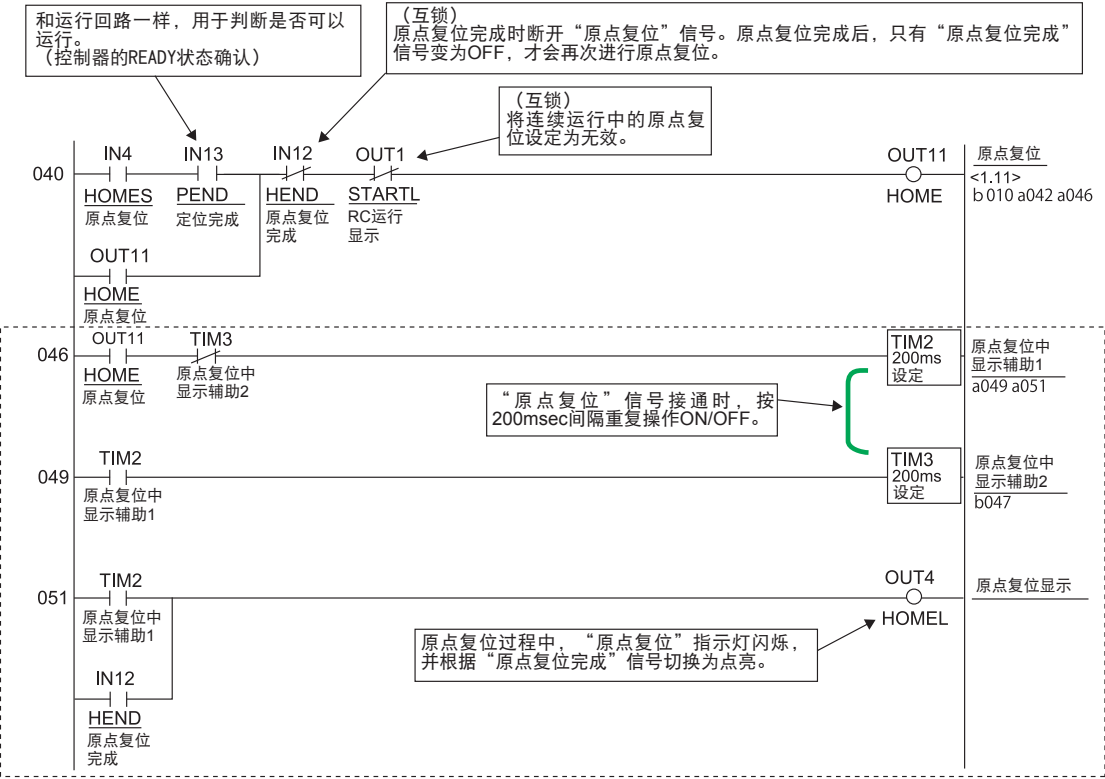 和运行回路一样，用于判断是否可以
运行。
（控制器的READY状态确认）
（互锁）
原点复位完成时断开“原点复位”信号。原点复位完成后，只有“原点复位完成”
信号变为OFF，才会再次进行原点复位。
（互锁）
将连续运行中的原点复
位设定为无效。
040
IN4
HOMES
原点复位
IN13
PEND
定位完成
IN12
HEND
原点复位
完成
OUT1
STARTL
RC运行
显示
OUT11
HOME
原点复位
<1.11>
b 010 a042 a046
OUT11
HOME
原点复位
046
OUT11
HOME
原点复位
TIM3
原点复位中
显示辅助2
TIM2
200ms
设定
原点复位中
显示辅助1
a049 a051
“原点复位”信号接通时，按
200msec间隔重复操作ON/OFF。
049
TIM2
原点复位中
显示辅助1
TIM3
200ms
设定
原点复位中
显示辅助2
b047
051
TIM2
原点复位中
显示辅助1
OUT4
HOMEL
原点复位显示
原点复位过程中，“原点复位”指示灯闪烁，
并根据“原点复位完成”信号切换为点亮。
IN12
HEND
原点复位
完成